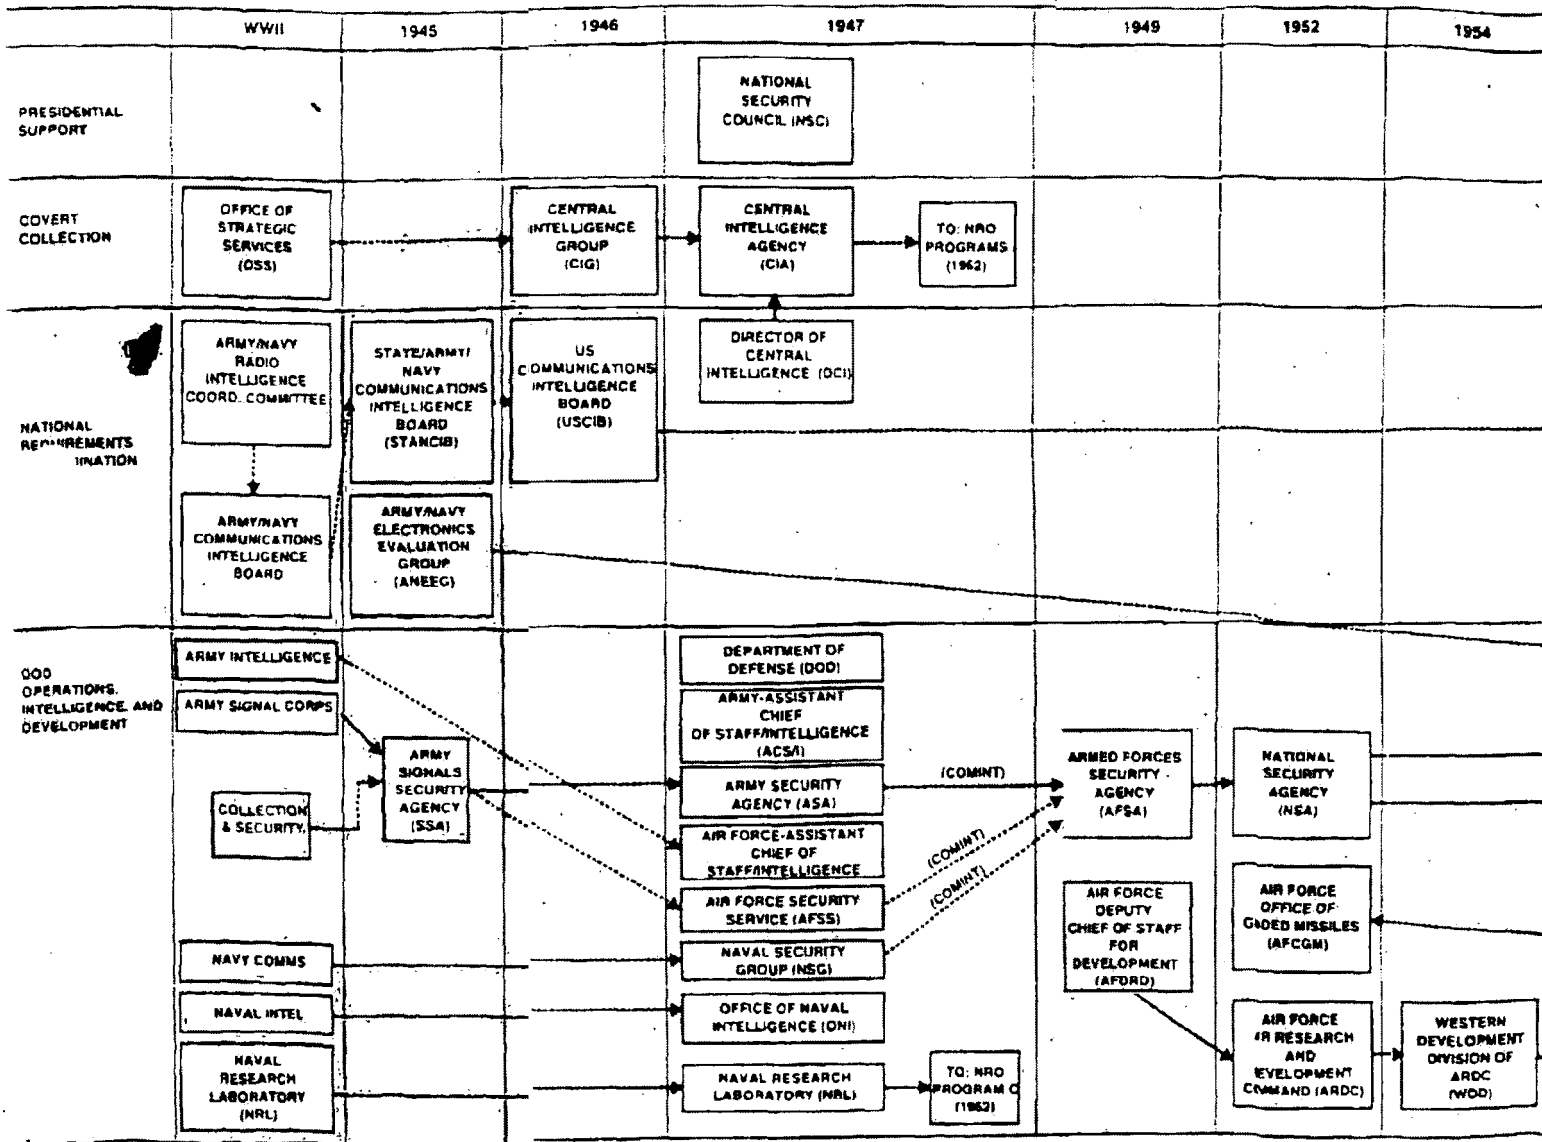 WWII
1945
1946
1947
1949
1952
1954
PRESIDENTIAL
SUPPORT
NATIONAL
SECURITY
COUNCIL (NSC)
COVERT
COLLECTION
OFFICE OF
STRATEGIC
SERVICES
(OSS)
CENTRAL
INTELLIGENCE
GROUP
(CIG)
CENTRAL
INTELLIGENCE
AGENCY
(CIA)
TO: NRO
PROGRAMS
(1962)
NATIONAL
INATION
ARMY/NAVY
RADIO
INTELLIGENCE
COORD. COMMITTEE
STATE/ARMY/
NAVY
COMMUNICATIONS
INTELLIGENCE
BOARD
(STANCIB)
US
COMMUNICATIONS
INTELLIGENCE
BOARD
(USCIB)
DIRECTOR OF
CENTRAL
INTELLIGENCE (DCI)
ARMY/NAVY
COMMUNICATIONS
INTELLIGENCE
BOARD
ARMY/NAVY
ELECTRONICS
EVALUATION
GROUP
(ANEEG)
DOD
OPERATIONS,
INTELLIGENCE, AND
DEVELOPMENT
ARMY INTELLIGENCE
ARMY SIGNAL CORPS
COLLECTION
& SECURITY
ARMY
SIGNALS
SECURITY
AGENCY
(SSA)
DEPARTMENT OF
DEFENSE (DOD)
ARMY-ASSISTANT
CHIEF
OF STAFF/INTELLIGENCE
(ACS/I)
ARMY SECURITY
AGENCY (ASA)
(COMINT)
ARMED FORCES
SECURITY
AGENCY
(AFSA)
NATIONAL
SECURITY
AGENCY
(NSA)
AIR FORCE-ASSISTANT
CHIEF OF
STAFF/INTELLIGENCE
(COMINT)
AIR FORCE SECURITY
SERVICE (AFSS)
(COMINT)
AIR FORCE
DEPUTY
CHIEF OF STAFF
FOR
DEVELOPMENT
(AFDRD)
AIR FORCE
OFFICE OF
GIDED MISSILES
(AFCGM)
NAVY COMMS
NAVAL SECURITY
GROUP (NSG)
NAVAL INTEL
OFFICE OF NAVAL
INTELLIGENCE (ONI)
AIR FORCE
AIR RESEARCH
AND
DEVELOPMENT
COMMAND (ARDC)
WESTERN
DEVELOPMENT
DIVISION OF
ARDC
(WDD)
NAVAL
RESEARCH
LABORATORY
(NRL)
NAVAL RESEARCH
LABORATORY (NRL)
TO: NRO
PROGRAM C
(1962)